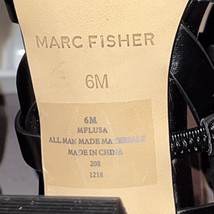 MARC FISHER
6M
6M
MFLUSA
ALL MAN MADE MATERIALS
MADE IN CHINA
208
1218